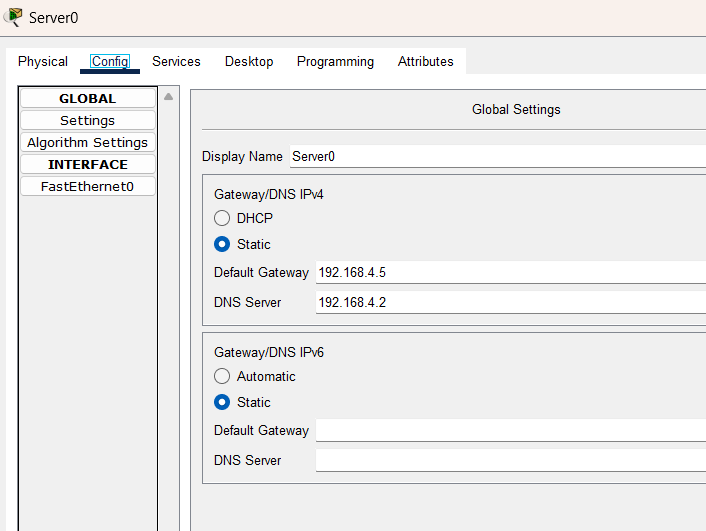 Server0
Physical Config Services Desktop Programming Attributes
GLOBAL
Settings
Algorithm Settings
INTERFACE
FastEthernet0
Global Settings
Display Name Server0
Gateway/DNS IPv4
DHCP
Static
Default Gateway 192.168.4.5
DNS Server 192.168.4.2
Gateway/DNS IPv6
Automatic
Static
Default Gateway
DNS Server